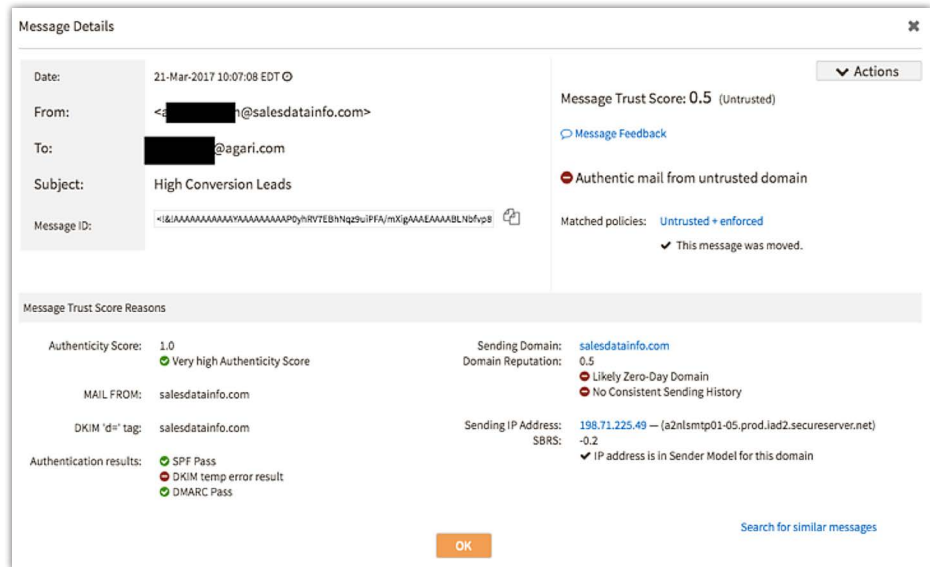 Message Details
Date: 21-Mar-2017 10:07:08 EDT
Actions
From: <a n@salesdatainfo.com>
Message Trust Score: 0.5 (Untrusted)
To: @agari.com
Message Feedback
Subject: High Conversion Leads
Authentic mail from untrusted domain
Message ID:
Matched policies: Untrusted + enforced
This message was moved.
Message Trust Score Reasons
Authenticity Score: 1.0
Very high Authenticity Score
MAIL FROM: salesdatainfo.com
DKIM 'd=' tag: salesdatainfo.com
Authentication results: SPF Pass
DKIM temp error result
DMARC Pass
Sending Domain: salesdatainfo.com
Domain Reputation: 0.5
Likely Zero-Day Domain
No Consistent Sending History
Sending IP Address: 198.71.225.49 — (a2nlsmtp01-05.prod.iad2.secureserver.net)
SBRS: -0.2
IP address is in Sender Model for this domain
Search for similar messages
OK